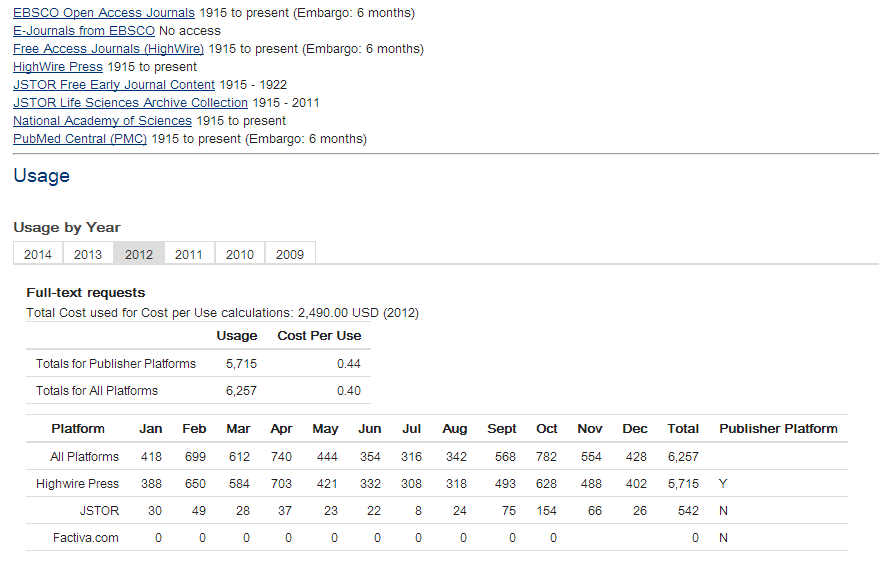 EBSCO Open Access Journals 1915 to present (Embargo: 6 months)
E-Journals from EBSCO No access
Free Access Journals (HighWire) 1915 to present (Embargo: 6 months)
HighWire Press 1915 to present
JSTOR Free Early Journal Content 1915 - 1922
JSTOR Life Sciences Archive Collection 1915 - 2011
National Academy of Sciences 1915 to present
PubMed Central (PMC) 1915 to present (Embargo: 6 months)
Usage
Usage by Year
2014 2013 2012 2011 2010 2009
Full-text requests
Total Cost used for Cost per Use calculations: 2,490.00 USD (2012)
Usage Cost Per Use
Totals for Publisher Platforms 5,715 0.44
Totals for All Platforms 6,257 0.40
Platform Jan Feb Mar Apr May Jun Jul Aug Sept Oct Nov Dec Total Publisher Platform
All Platforms 418 699 612 740 444 354 316 342 568 782 554 428 6,257
Highwire Press 388 650 584 703 421 332 308 318 493 628 488 402 5,715 Y
JSTOR 30 49 28 37 23 22 8 24 75 154 66 26 542 N
Factiva.com 0 0 0 0 0 0 0 0 0 0 0 N